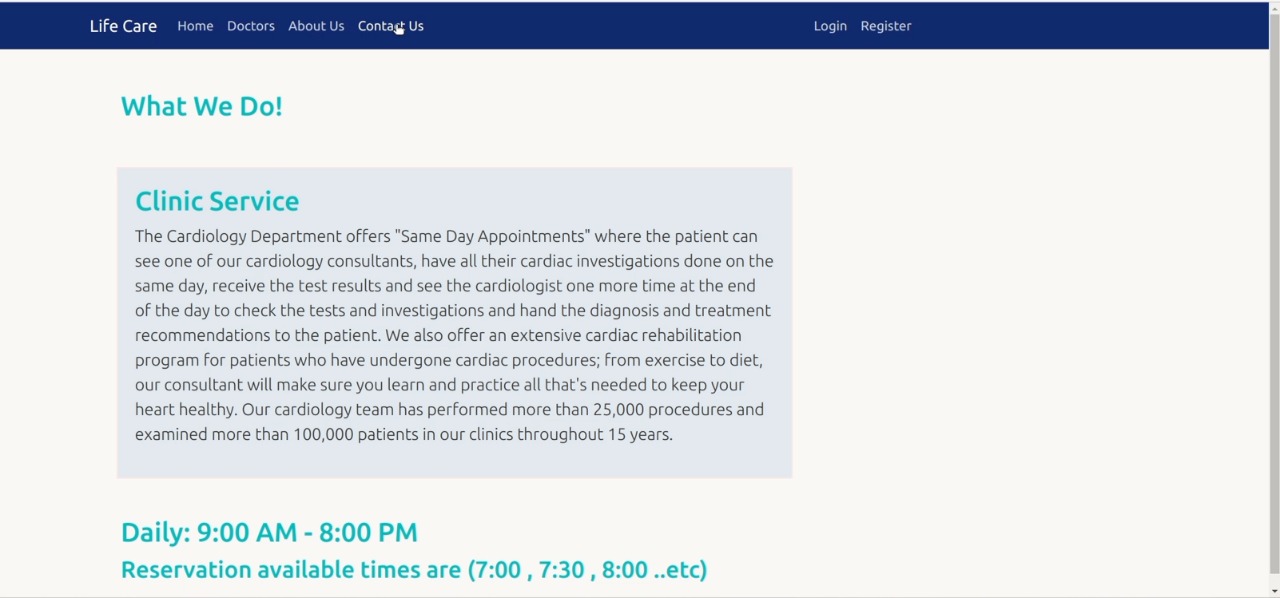 Life Care Home Doctors About Us Contact Us Login Register
What We Do!
Clinic Service
The Cardiology Department offers "Same Day Appointments" where the patient can
see one of our cardiology consultants, have all their cardiac investigations done on the
same day, receive the test results and see the cardiologist one more time at the end
of the day to check the tests and investigations and hand the diagnosis and treatment
recommendations to the patient. We also offer an extensive cardiac rehabilitation
program for patients who have undergone cardiac procedures; from exercise to diet,
our consultant will make sure you learn and practice all that's needed to keep your
heart healthy. Our cardiology team has performed more than 25,000 procedures and
examined more than 100,000 patients in our clinics throughout 15 years.
Daily: 9:00 AM - 8:00 PM
Reservation available times are (7:00 , 7:30 , 8:00 ..etc)